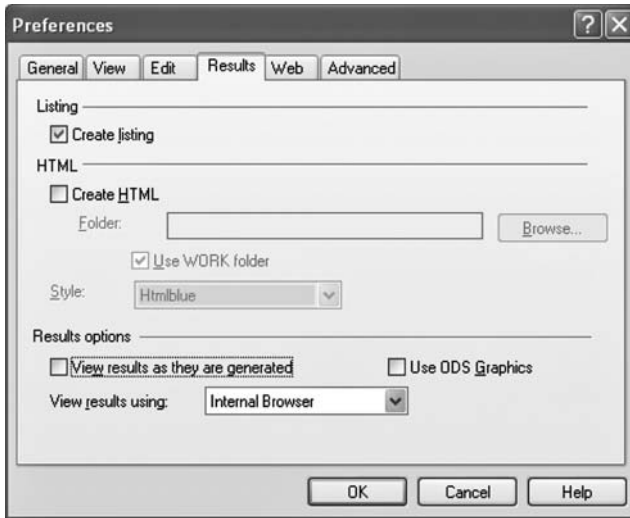 Preferences
General View Edit Results Web Advanced
Listing
Create listing
HTML
Create HTML
Folder:
Browse...
Use WORK folder
Style: Htmlblue
Results options
View results as they are generated Use ODS Graphics
View results using: Internal Browser
OK Cancel Help